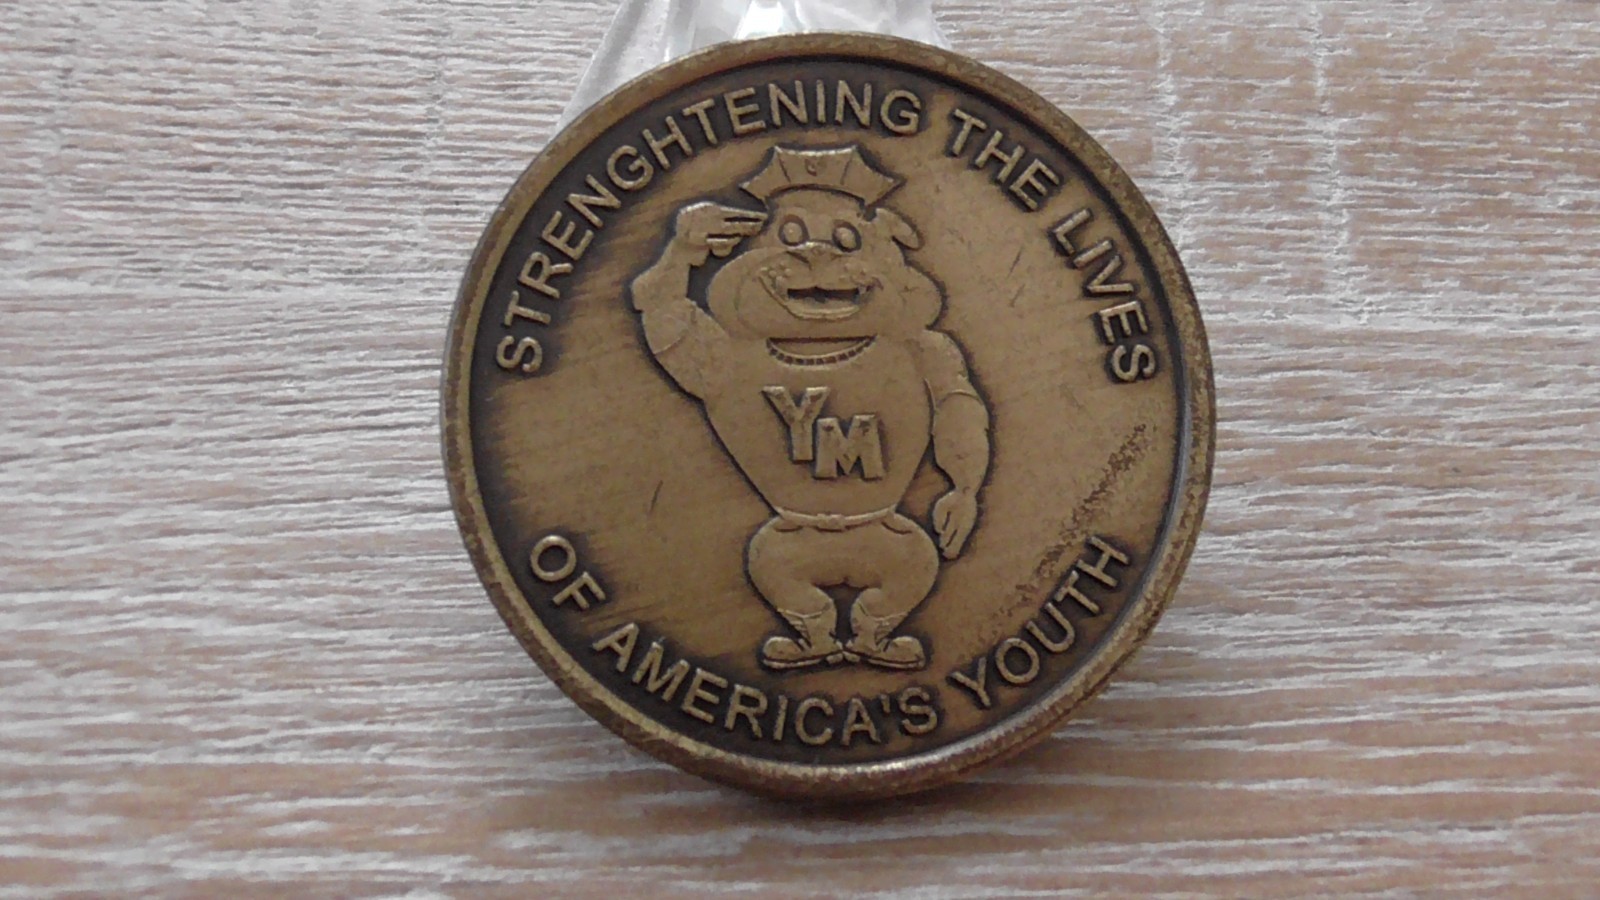 STRENGHTENING THE LIVES
YM
OF AMERICA'S YOUTH